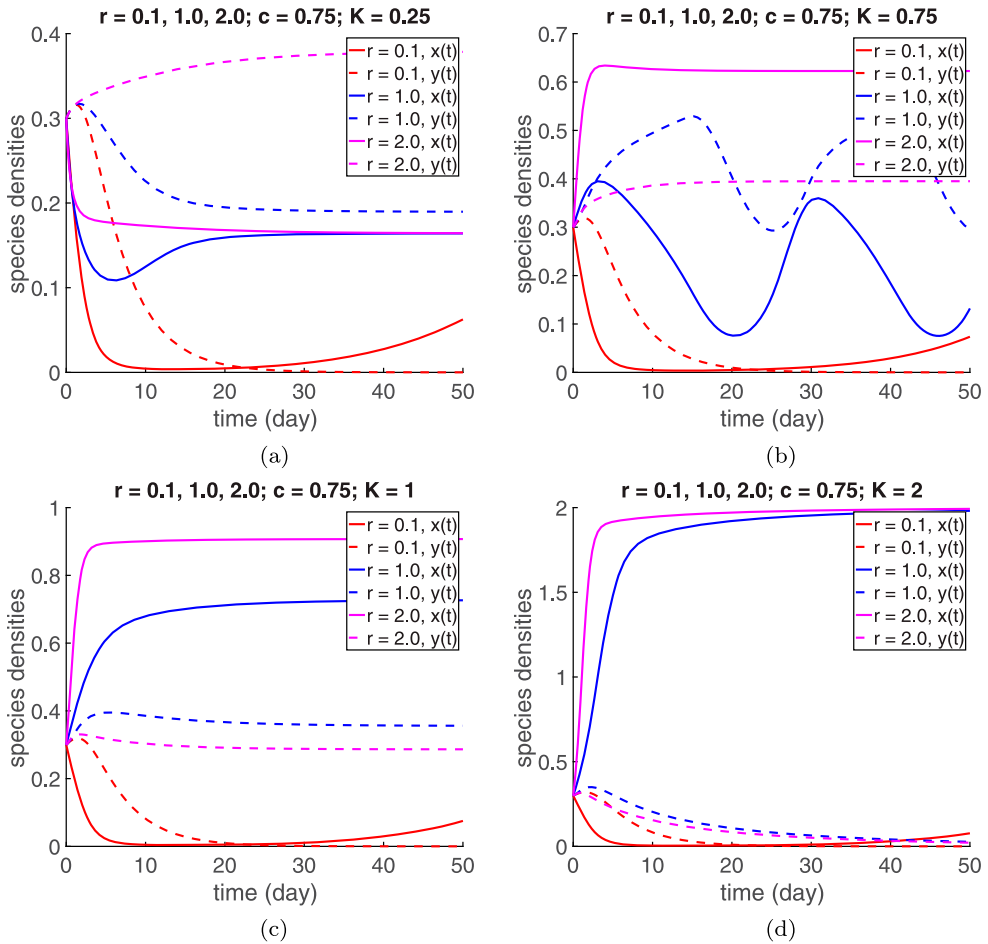 r = 0.1, 1.0, 2.0; c = 0.75; K = 0.25
species densities
0.4
0.3
0.2
0.1
0
r = 0.1, x(t)
r = 0.1, y(t)
r = 1.0, x(t)
r = 1.0, y(t)
r = 2.0, x(t)
r = 2.0, y(t)
0 10 20 30 40 50
time (day)
(a)
r = 0.1, 1.0, 2.0; c = 0.75; K = 0.75
species densities
0.7
0.6
0.5
0.4
0.3
0.2
0.1
0
r = 0.1, x(t)
r = 0.1, y(t)
r = 1.0, x(t)
r = 1.0, y(t)
r = 2.0, x(t)
r = 2.0, y(t)
0 10 20 30 40 50
time (day)
(b)
r = 0.1, 1.0, 2.0; c = 0.75; K = 1
species densities
1
0.8
0.6
0.4
0.2
0
r = 0.1, x(t)
r = 0.1, y(t)
r = 1.0, x(t)
r = 1.0, y(t)
r = 2.0, x(t)
r = 2.0, y(t)
0 10 20 30 40 50
time (day)
(c)
r = 0.1, 1.0, 2.0; c = 0.75; K = 2
species densities
2
1.5
1
0.5
0
r = 0.1, x(t)
r = 0.1, y(t)
r = 1.0, x(t)
r = 1.0, y(t)
r = 2.0, x(t)
r = 2.0, y(t)
0 10 20 30 40 50
time (day)
(d)